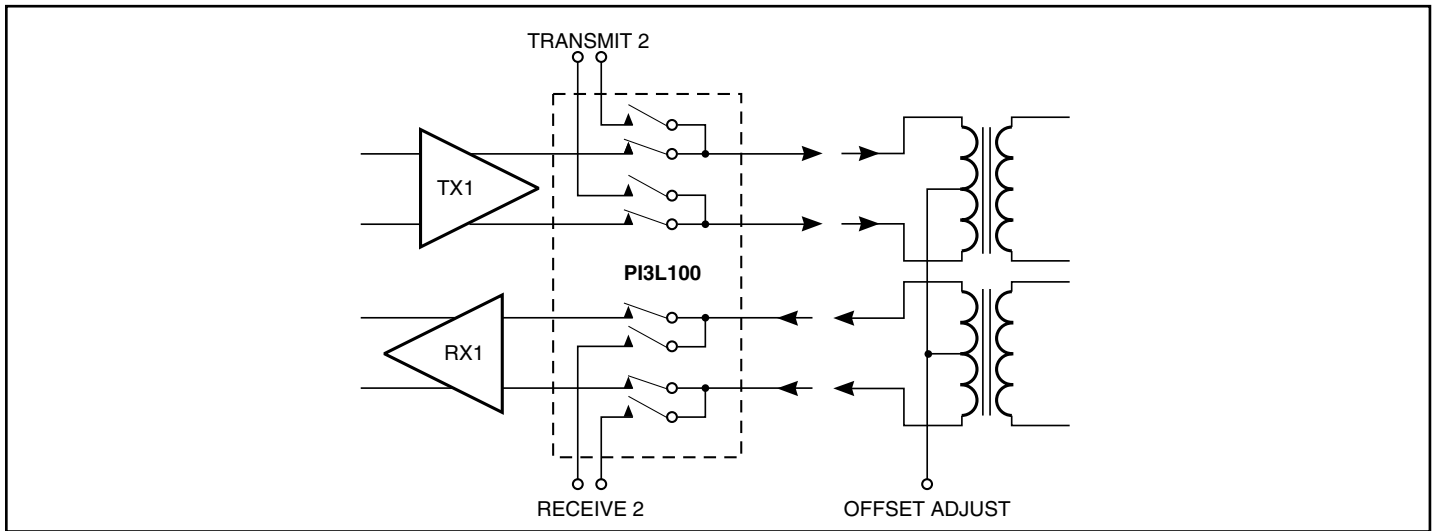 TRANSMIT 2
TX1
PI3L100
RX1
RECEIVE 2
OFFSET ADJUST